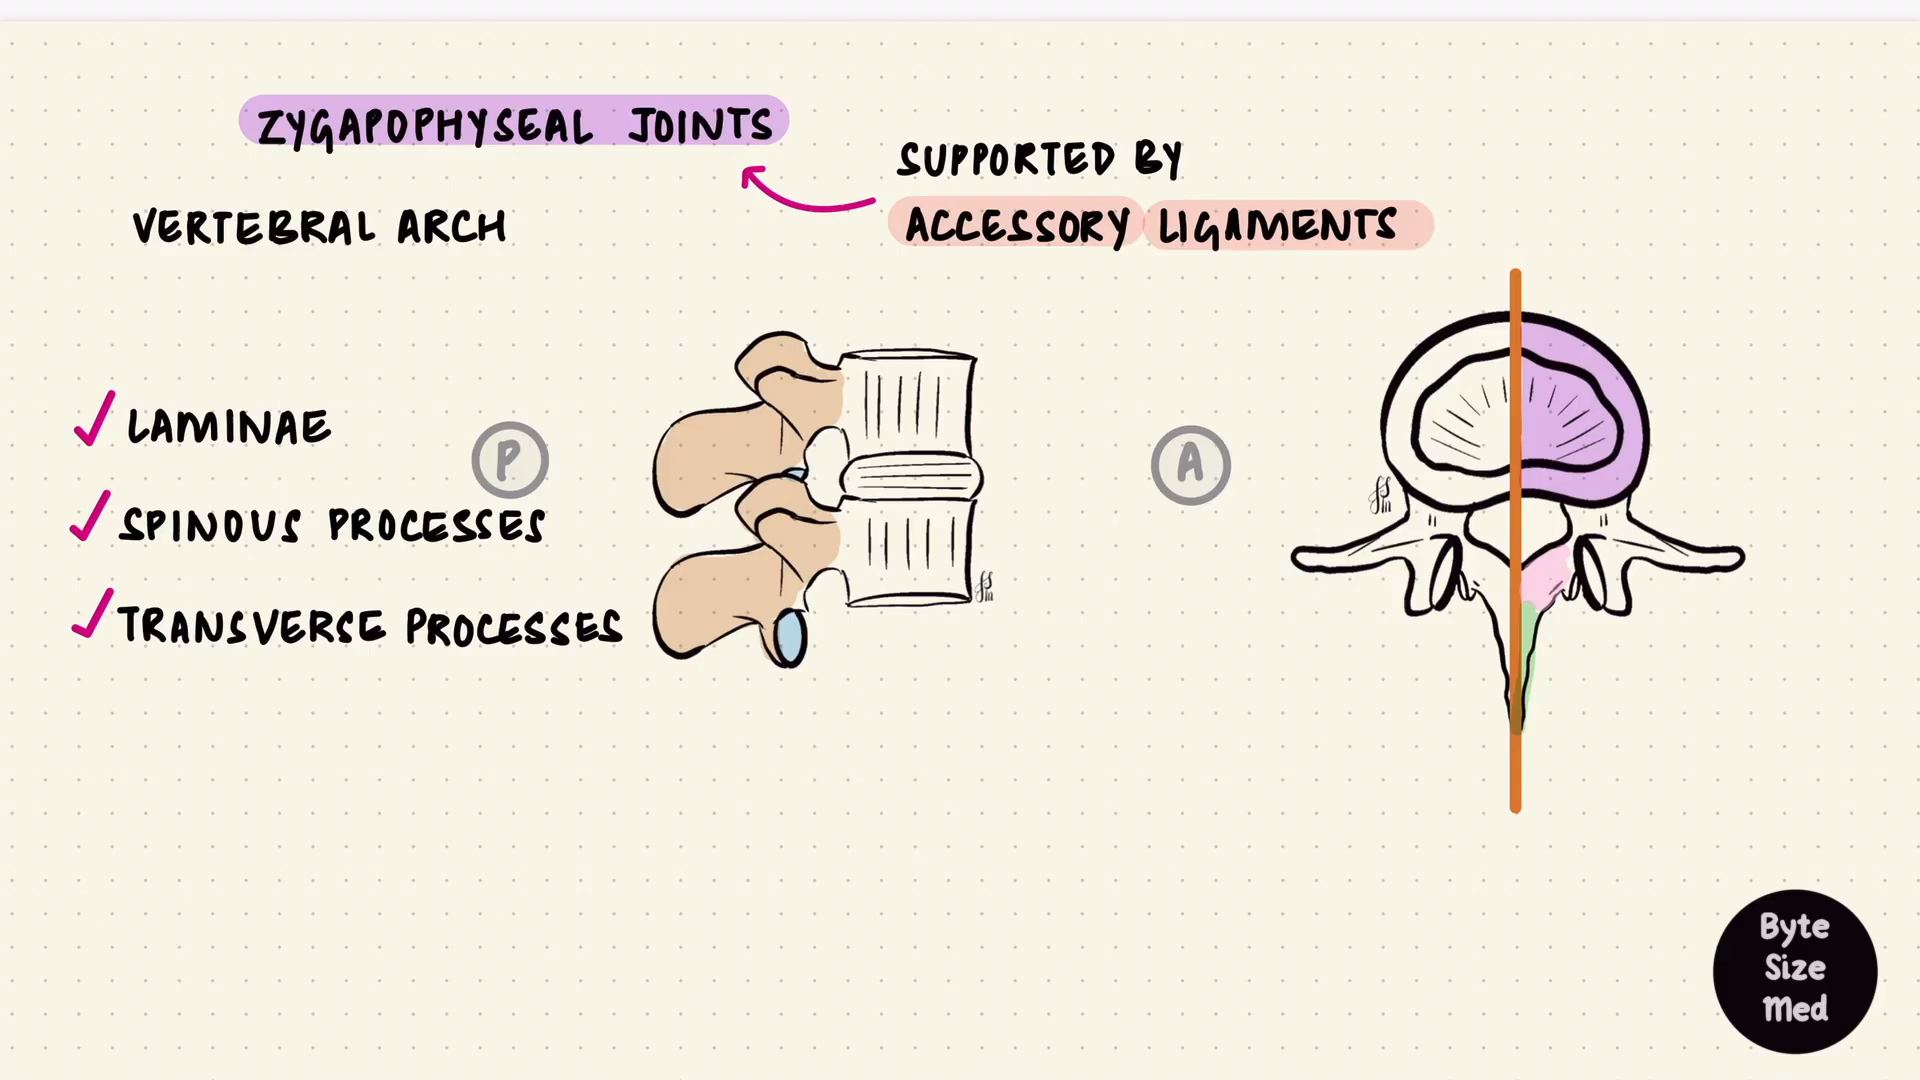 ZYGAPOPHYSEAL JOINTS
SUPPORTED BY
ACCESSORY LIGAMENTS
VERTEBRAL ARCH
LAMINAE
SPINOUS PROCESSES
TRANSVERSE PROCESSES
P
A
Byte
Size
Med